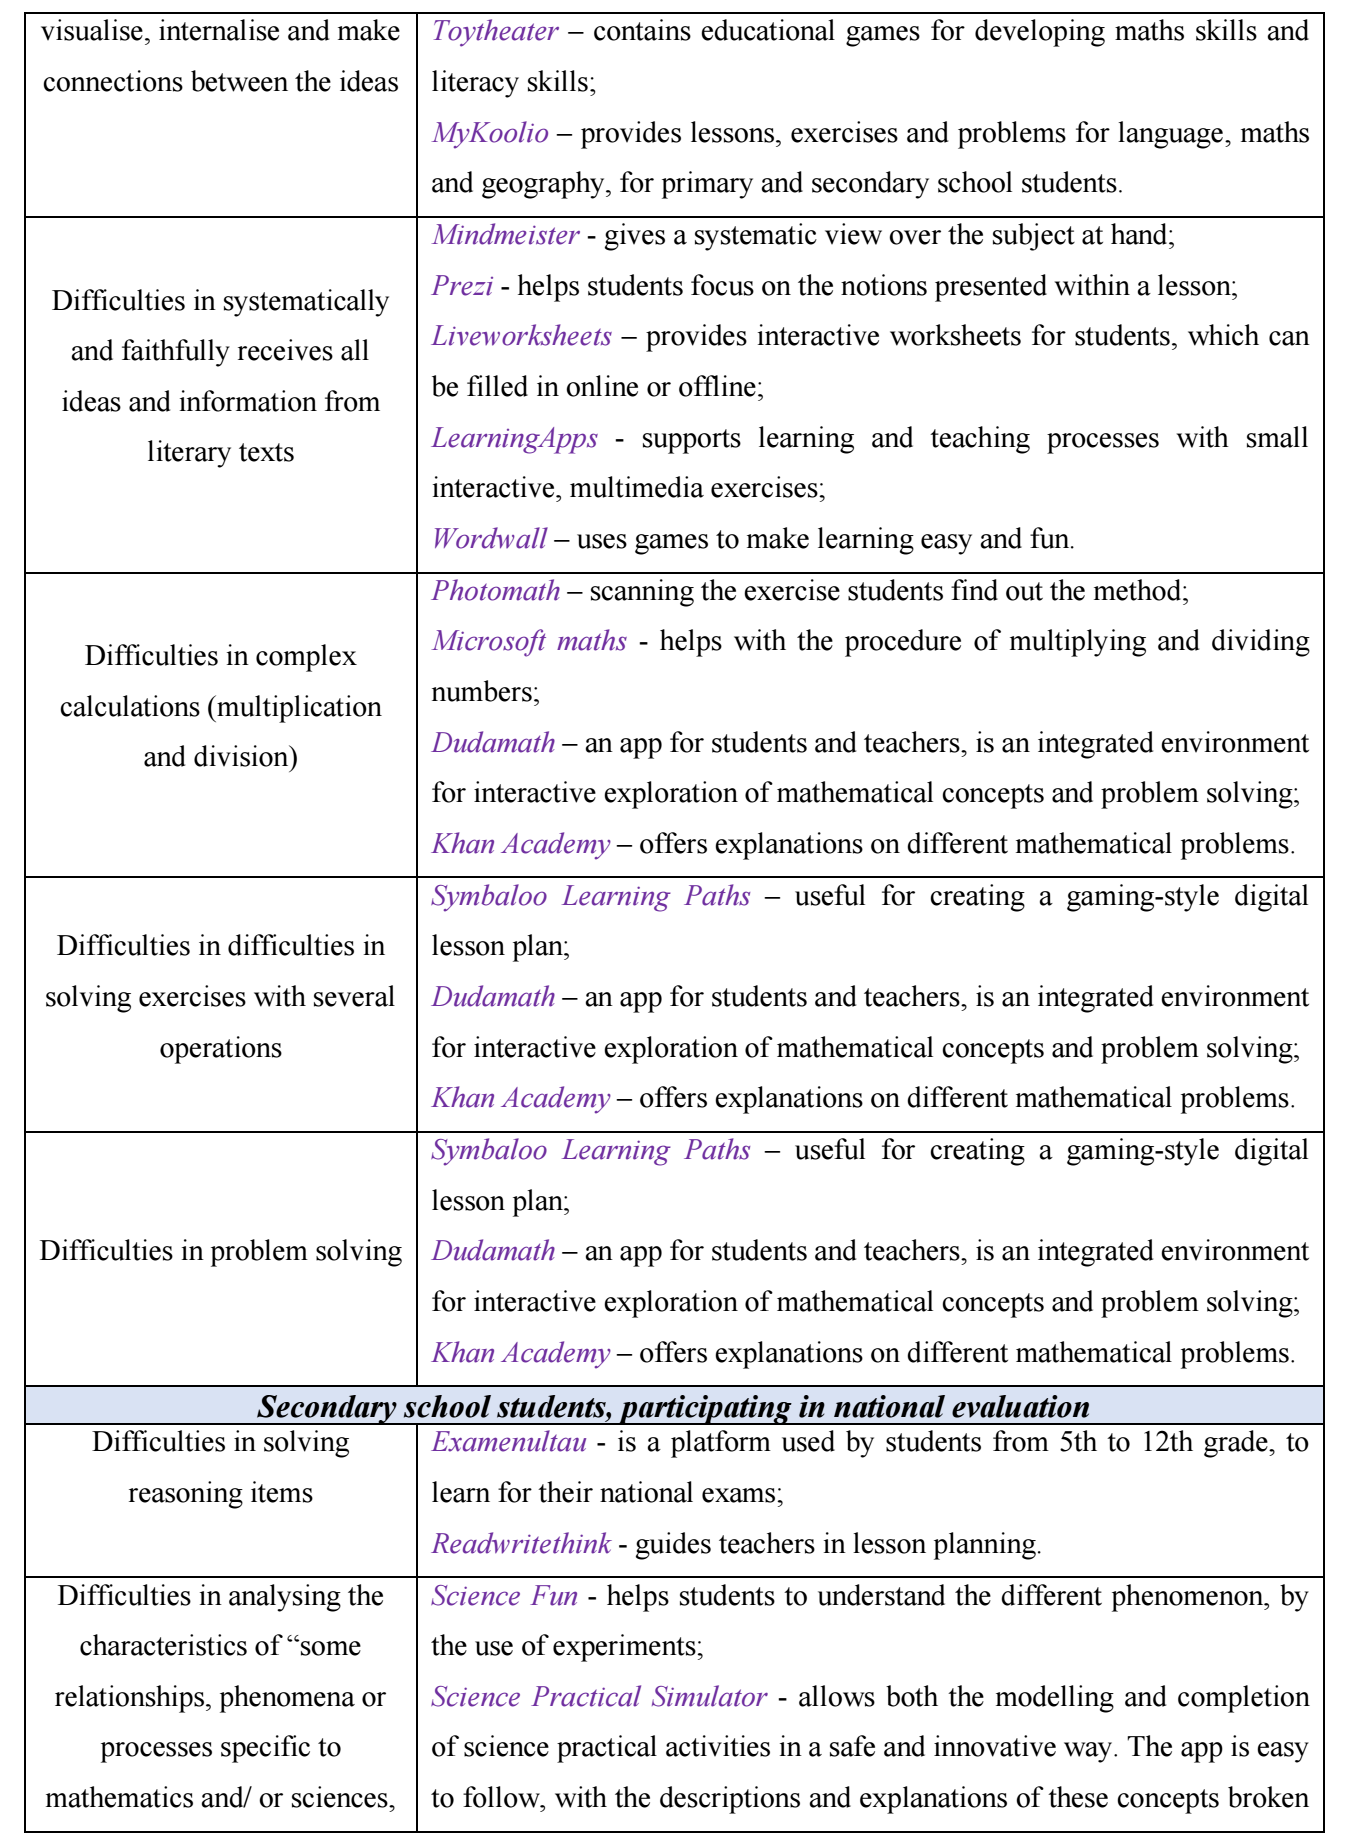 visualise, internalise and make
connections between the ideas
Toytheater – contains educational games for developing maths skills and
literacy skills;
MyKoolio – provides lessons, exercises and problems for language, maths
and geography, for primary and secondary school students.
Difficulties in systematically
and faithfully receives all
ideas and information from
literary texts
Mindmeister - gives a systematic view over the subject at hand;
Prezi - helps students focus on the notions presented within a lesson;
Liveworksheets – provides interactive worksheets for students, which can
be filled in online or offline;
LearningApps - supports learning and teaching processes with small
interactive, multimedia exercises;
Wordwall – uses games to make learning easy and fun.
Difficulties in complex
calculations (multiplication
and division)
Photomath – scanning the exercise students find out the method;
Microsoft maths - helps with the procedure of multiplying and dividing
numbers;
Dudamath – an app for students and teachers, is an integrated environment
for interactive exploration of mathematical concepts and problem solving;
Khan Academy – offers explanations on different mathematical problems.
Difficulties in difficulties in
solving exercises with several
operations
Symbaloo Learning Paths – useful for creating a gaming-style digital
lesson plan;
Dudamath – an app for students and teachers, is an integrated environment
for interactive exploration of mathematical concepts and problem solving;
Khan Academy – offers explanations on different mathematical problems.
Difficulties in problem solving
Symbaloo Learning Paths – useful for creating a gaming-style digital
lesson plan;
Dudamath – an app for students and teachers, is an integrated environment
for interactive exploration of mathematical concepts and problem solving;
Khan Academy – offers explanations on different mathematical problems.
Secondary school students, participating in national evaluation
Difficulties in solving
reasoning items
Examenultau - is a platform used by students from 5th to 12th grade, to
learn for their national exams;
Readwritethink - guides teachers in lesson planning.
Difficulties in analysing the
characteristics of “some
relationships, phenomena or
processes specific to
mathematics and/ or sciences,
Science Fun - helps students to understand the different phenomenon, by
the use of experiments;
Science Practical Simulator - allows both the modelling and completion
of science practical activities in a safe and innovative way. The app is easy
to follow, with the descriptions and explanations of these concepts broken